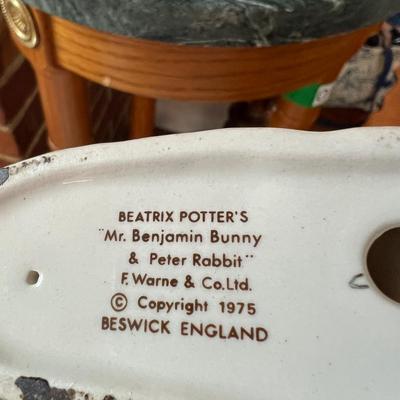 BEATRIX POTTER'S
"Mr. Benjamin Bunny
& Peter Rabbit"
F. Warne & Co. Ltd.
© Copyright 1975
BESWICK ENGLAND